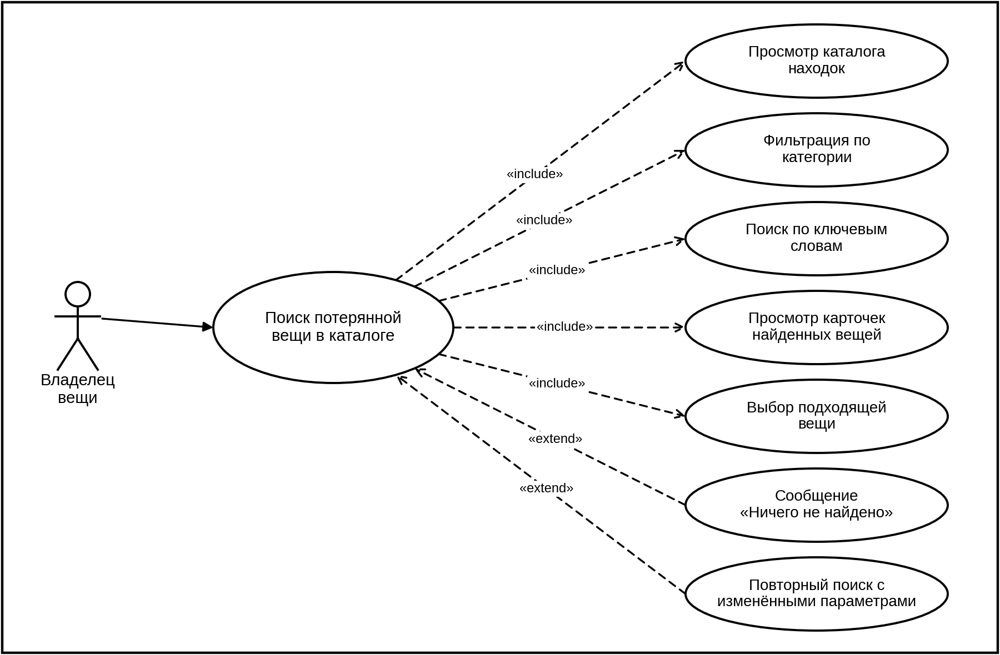 Просмотр каталога
находок
Фильтрация по
категории
«include»
«include»
Поиск по ключевым
словам
«include»
Поиск потерянной
вещи в каталоге
«include»
Просмотр карточек
найденных вещей
Владелец
вещи
«include»
Выбор подходящей
вещи
«extend»
«extend»
Сообщение
«Ничего не найдено»
Повторный поиск с
изменёнными параметрами